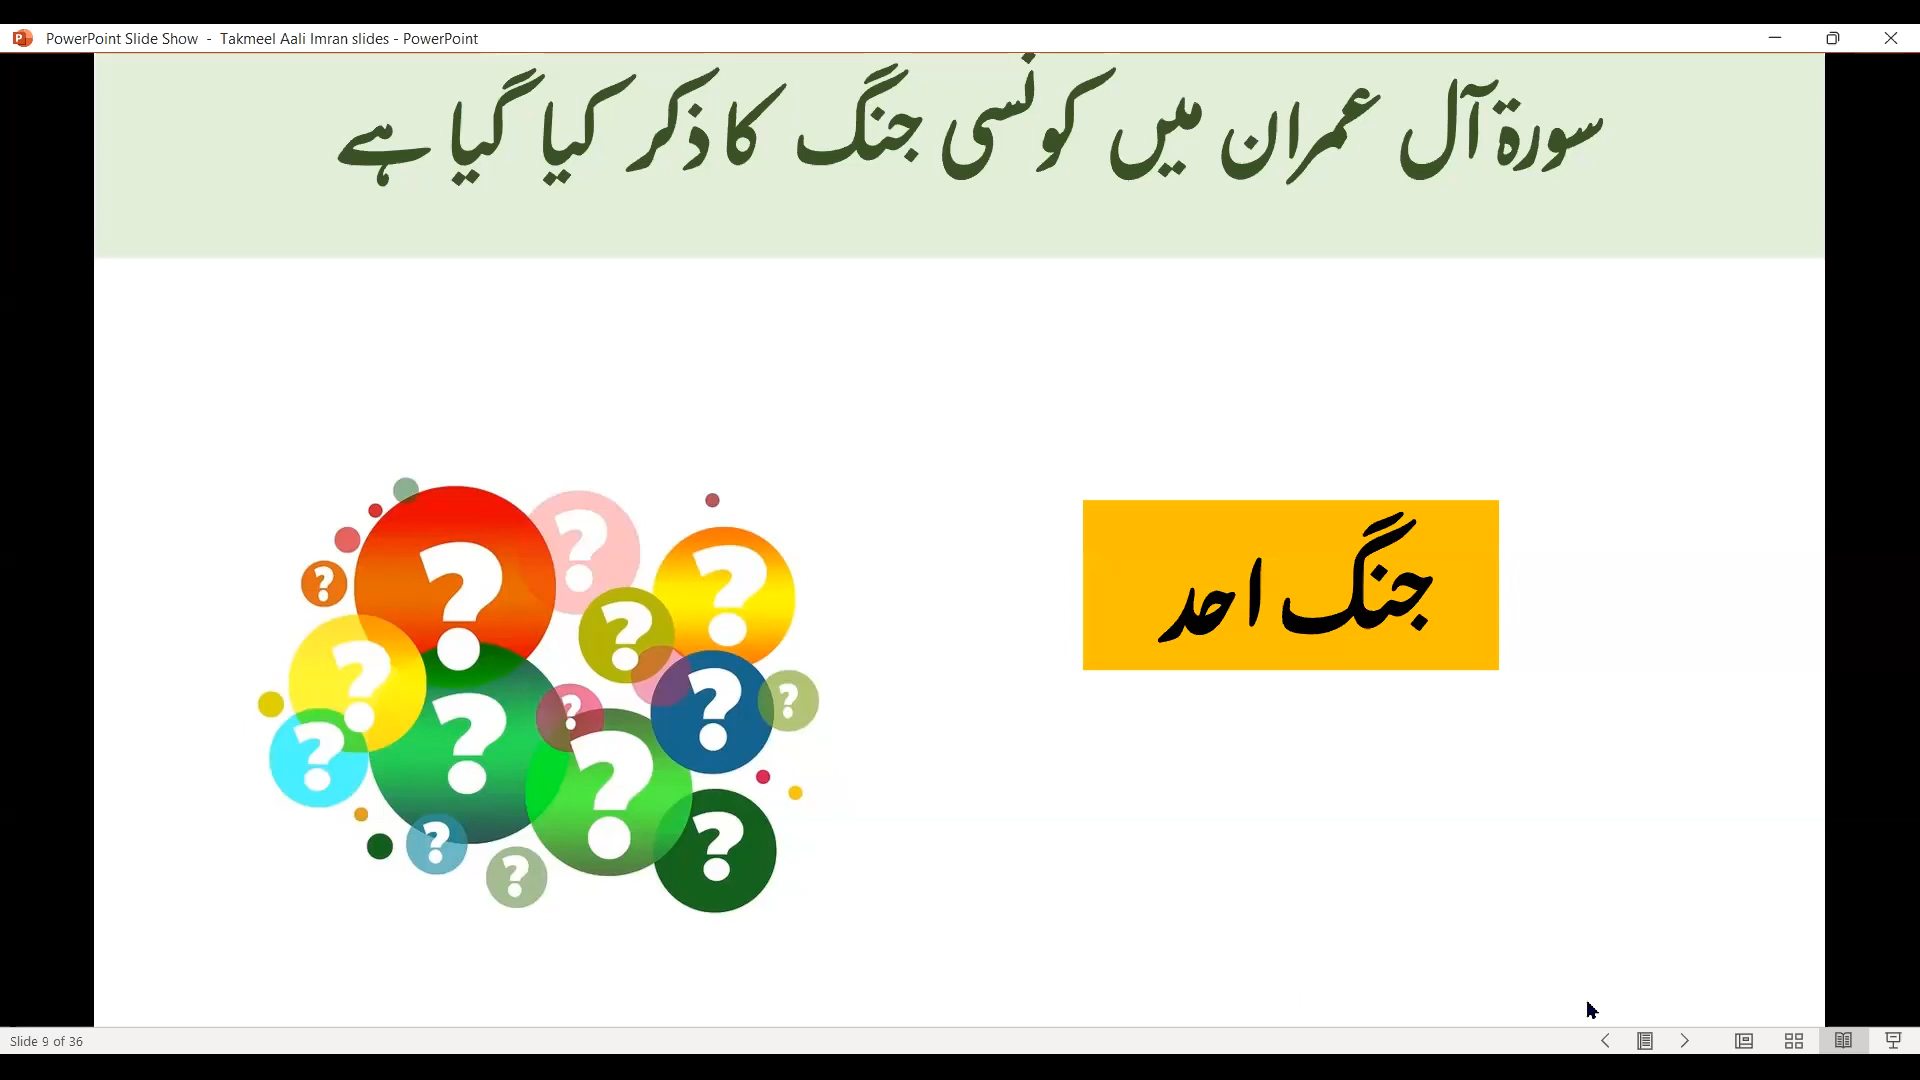 PowerPoint Slide Show - Takmeel Aali Imran slides - PowerPoint
سورۃ آل عمران میں کونسی جنگ کا ذکر کیا گیا ہے
جنگ احد
Slide 9 of 36